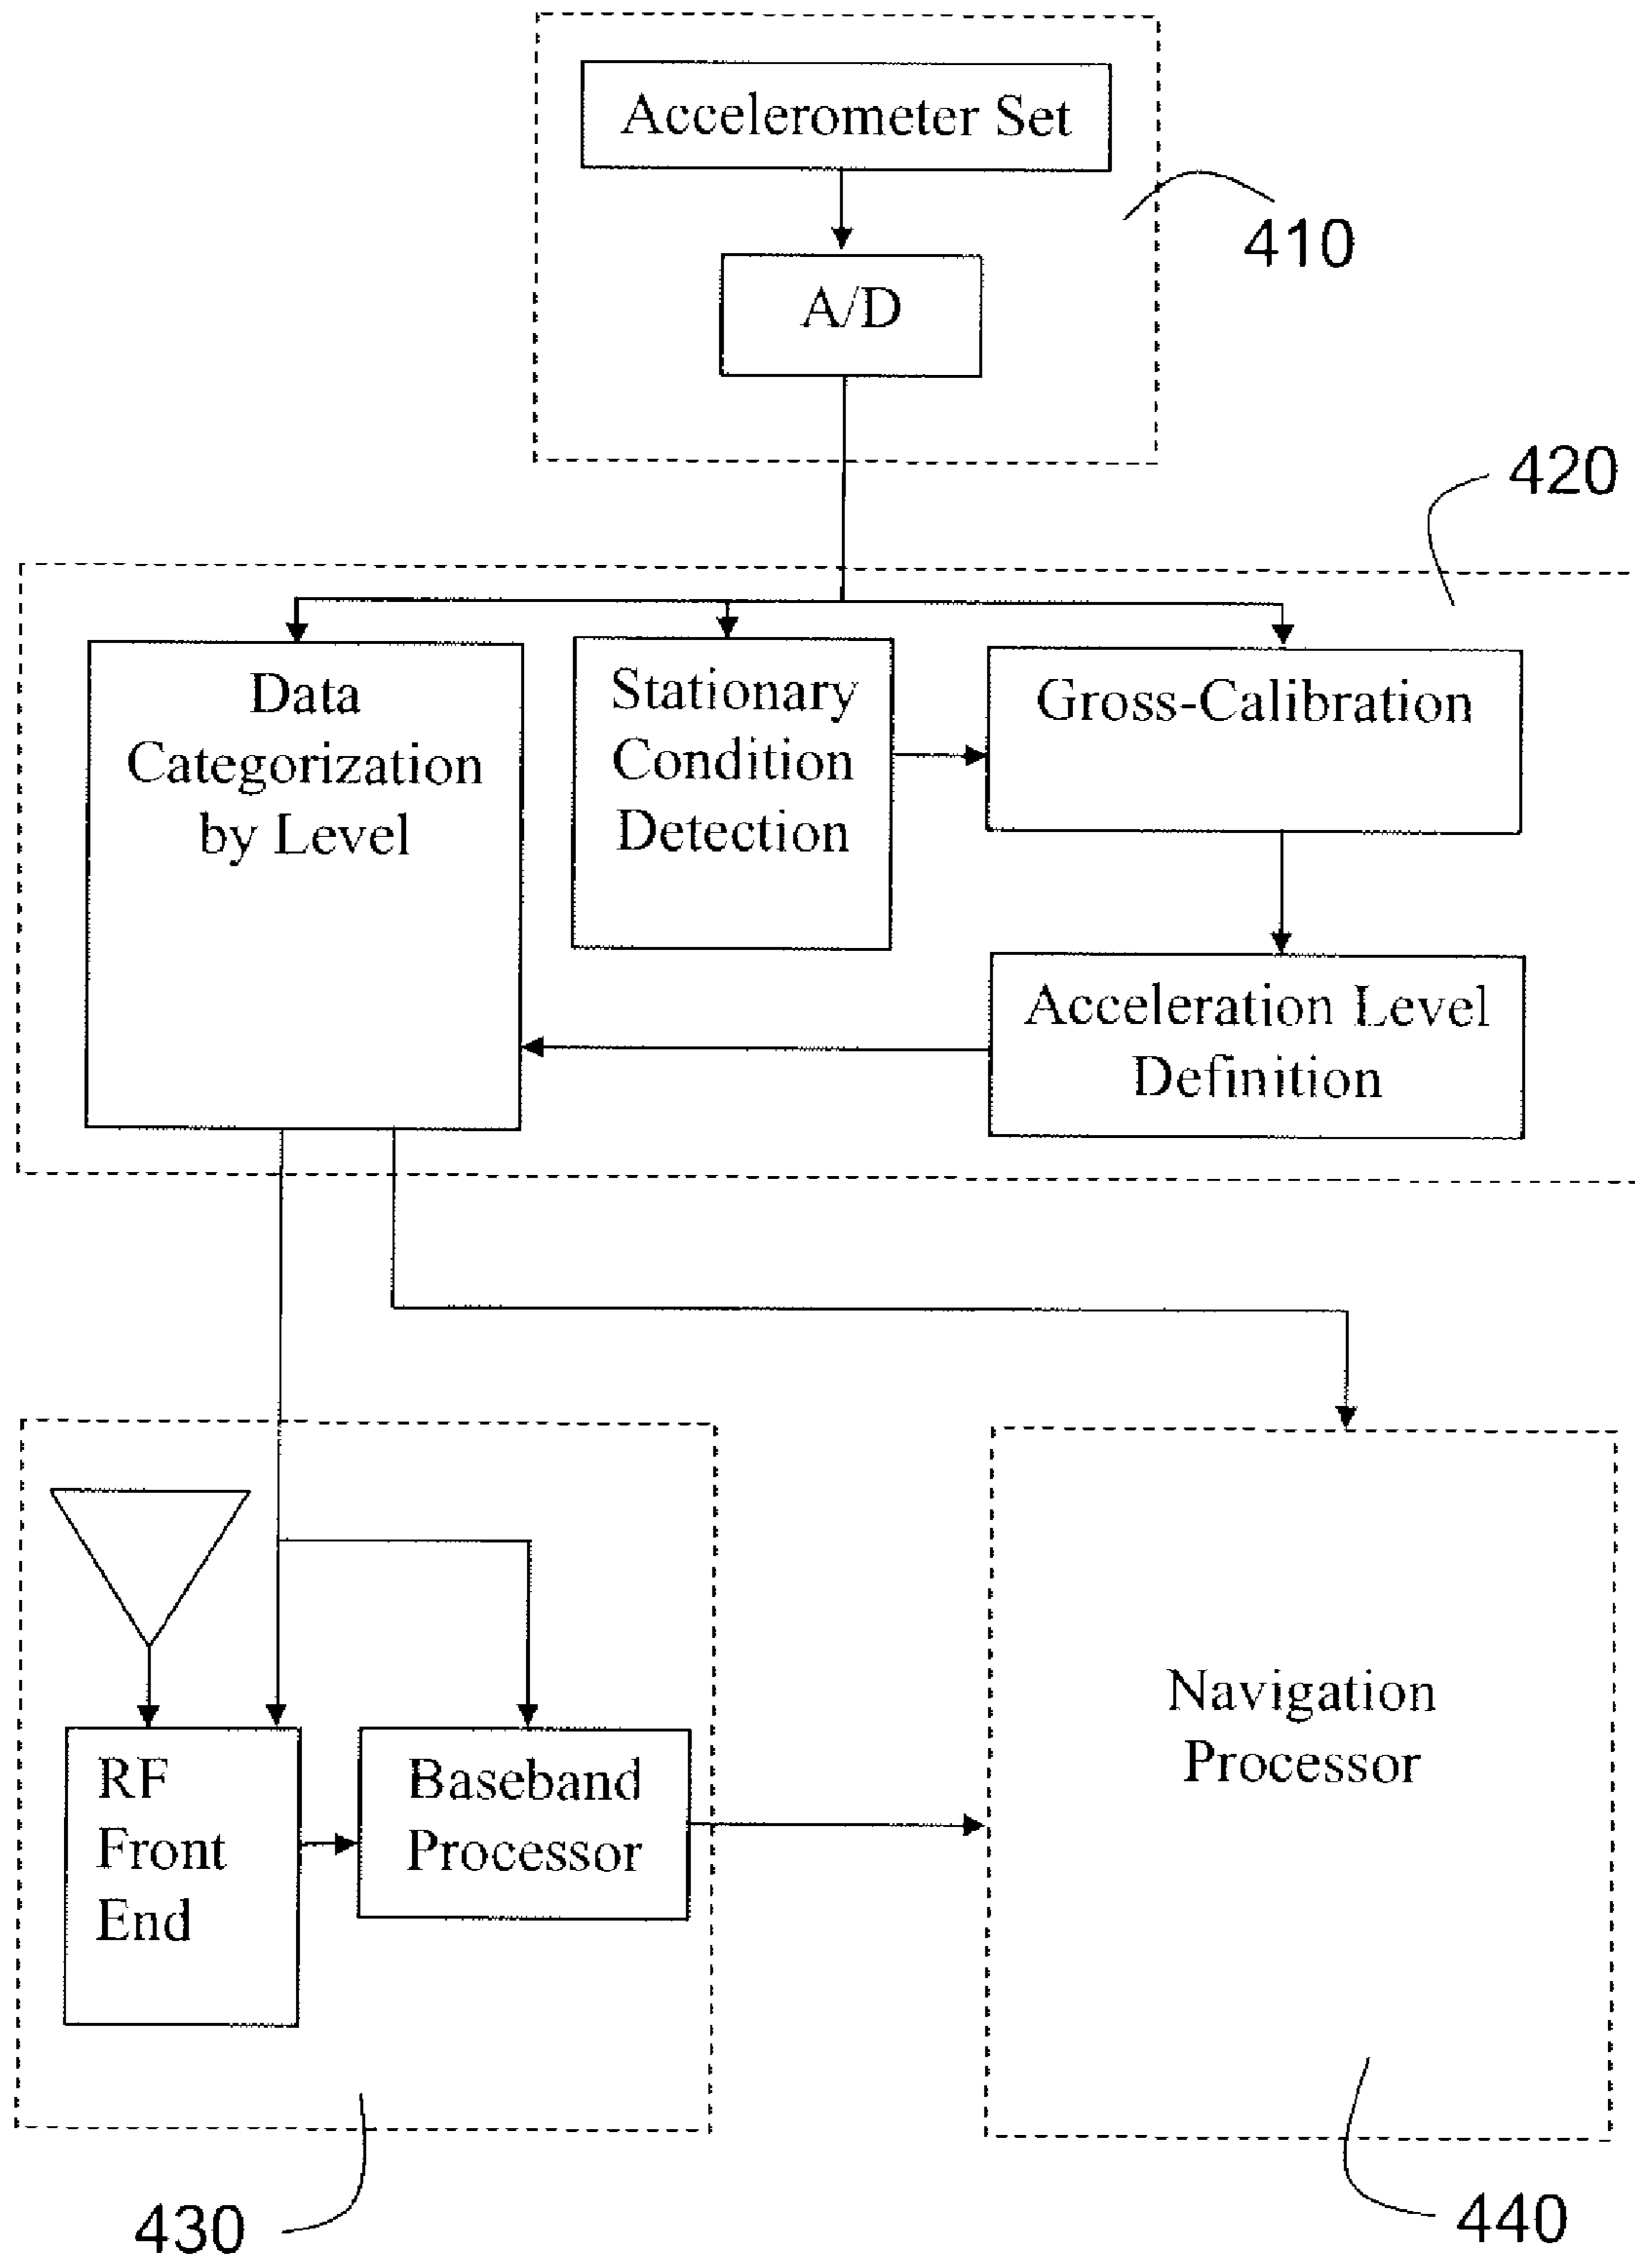 Accelerometer Set
410
A/D
420
Data
Categorization
by Level
Stationary
Condition
Detection
Gross-Calibration
Acceleration Level
Definition
RF
Front
End
Baseband
Processor
Navigation
Processor
430
440